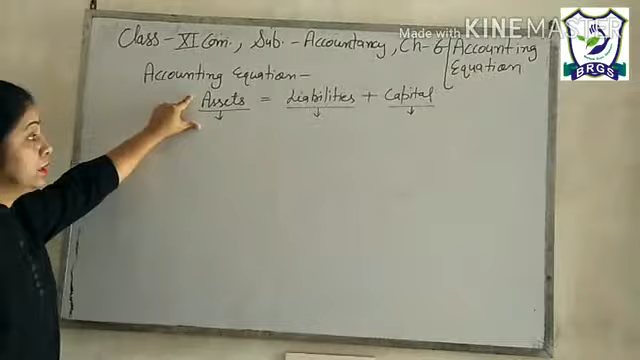 Made with KINEMASTER
Class - XI Com., Sub. - Accountancy, Ch-6 Accounting Equation
Accounting Equation -
Assets = Liabilities + Capital
BRGS